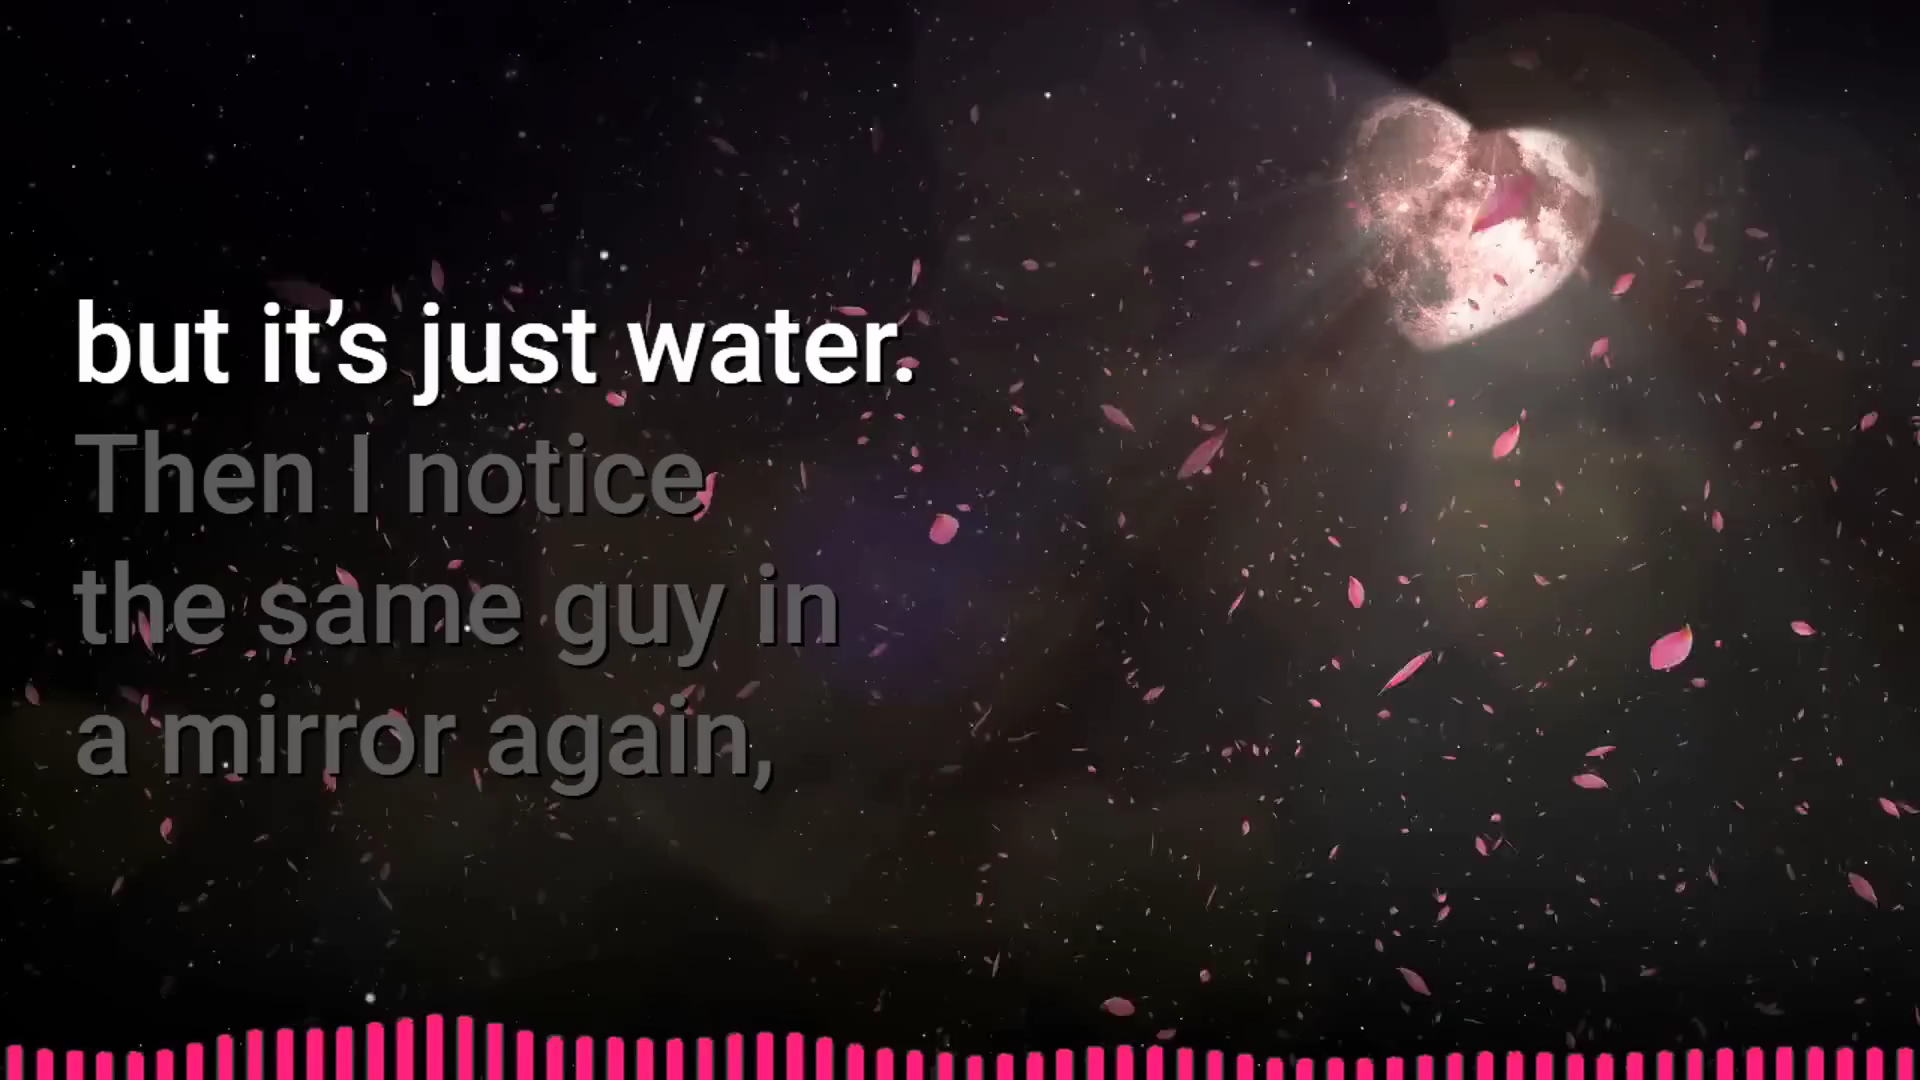 but it’s just water.
Then I notice
the same guy in
a mirror again,